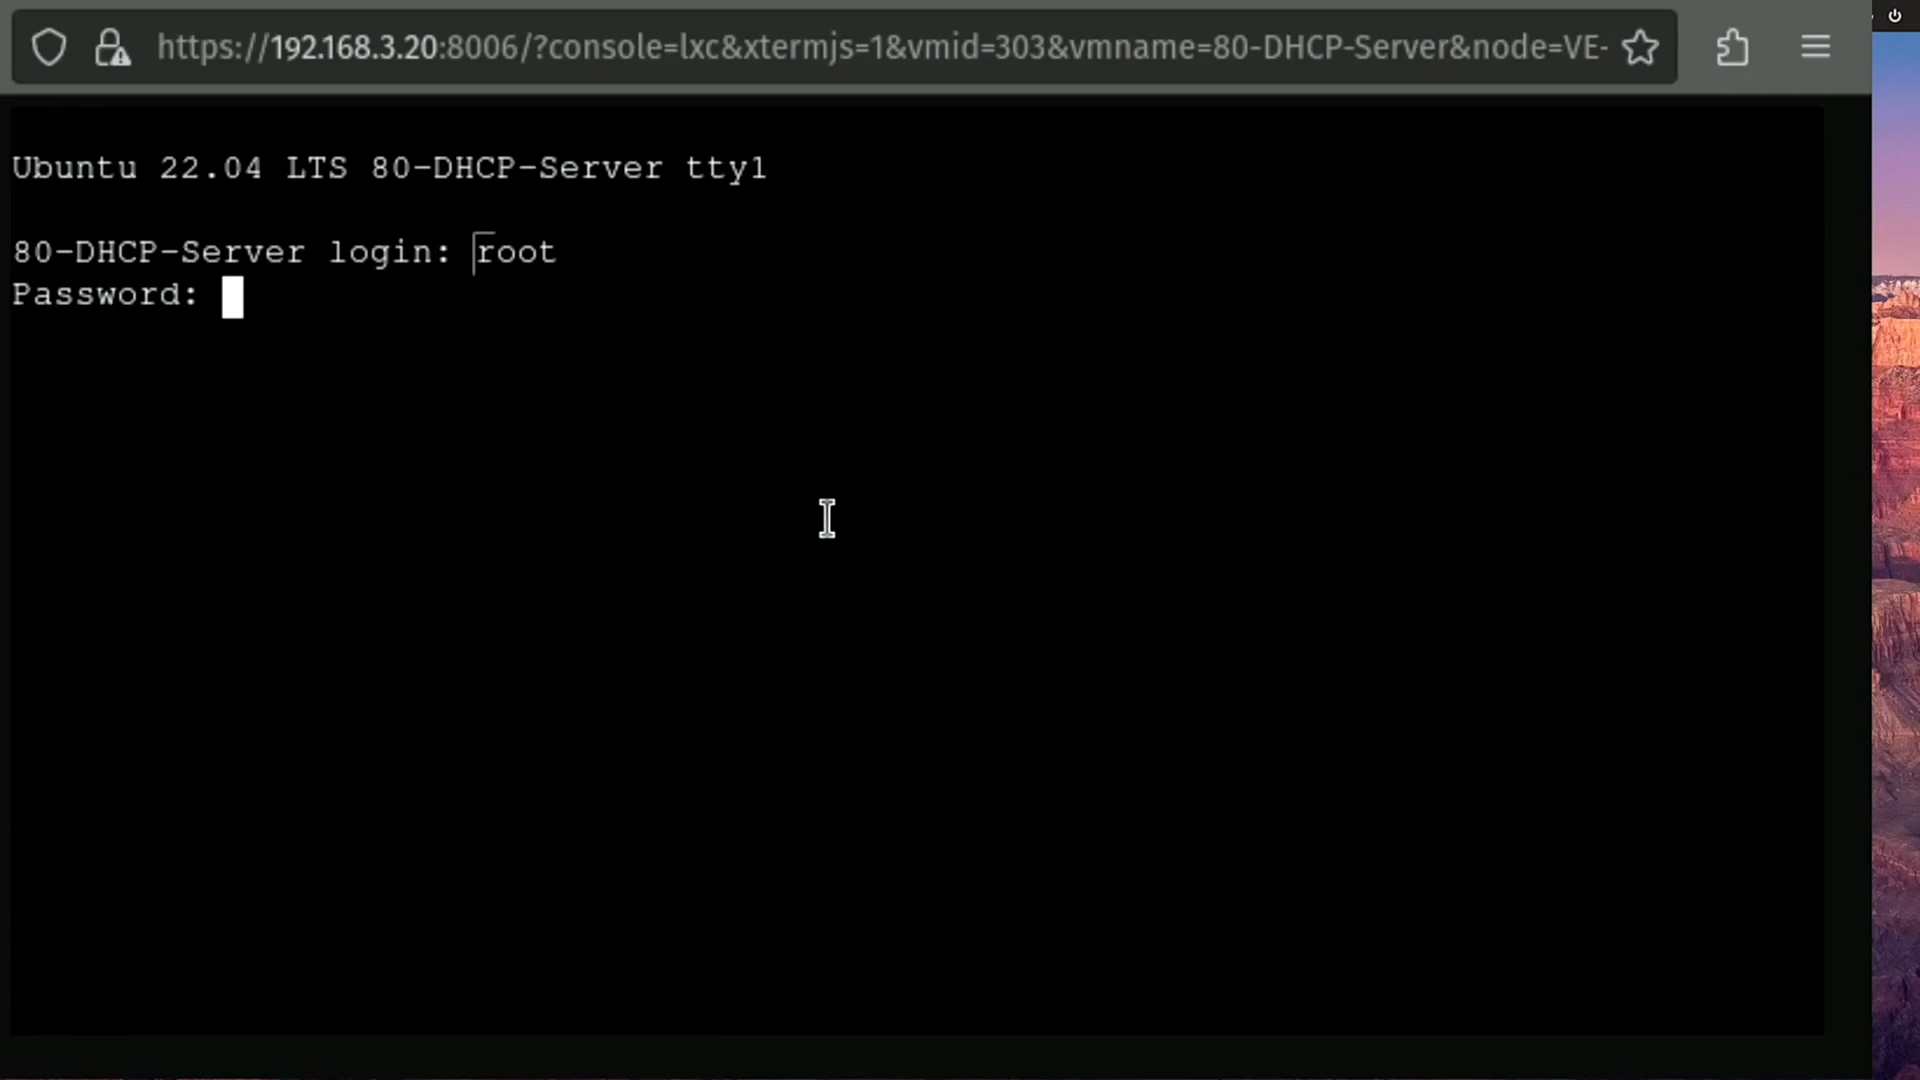 https://192.168.3.20:8006/?console=lxc&xtermjs=1&vmid=303&vmname=80-DHCP-Server&node=VE-
Ubuntu 22.04 LTS 80-DHCP-Server tty1
80-DHCP-Server login: root
Password: